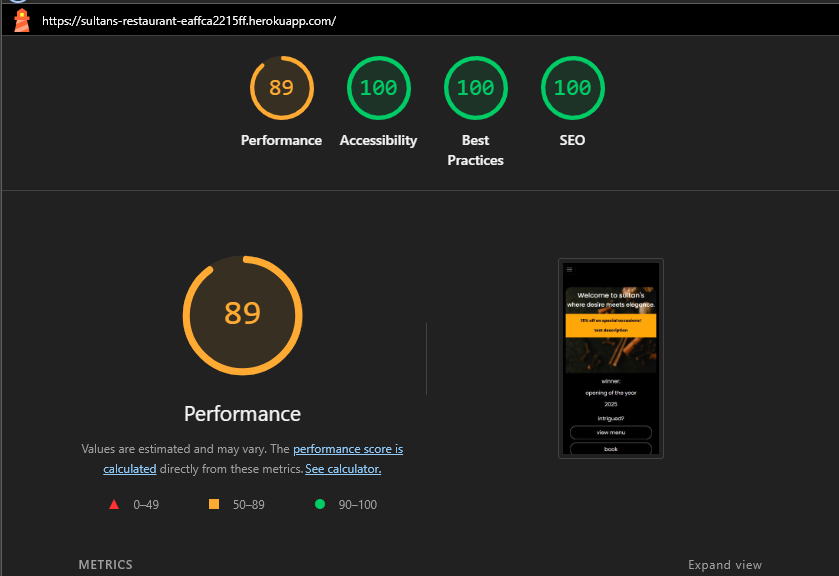 https://sultans-restaurant-eaffca2215ff.herokuapp.com/
89
100
100
100
Performance
Accessibility
Best
Practices
SEO
89
Performance
Values are estimated and may vary. The performance score is
calculated directly from these metrics. See calculator.
0–49
50–89
90–100
Welcome to sultan's
where desire meets elegance.
15% off on special occasions!
test description
winner:
opening of the year
2025
intrigued?
view menu
book
METRICS
Expand view